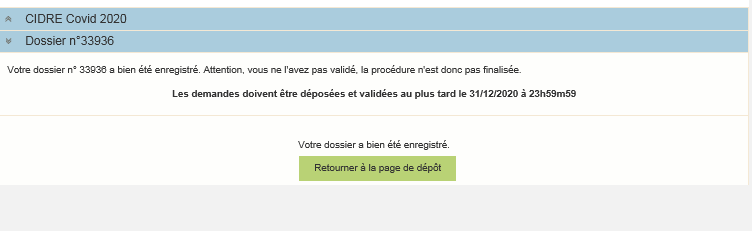 CIDRE Covid 2020
Dossier n°33936
Votre dossier n° 33936 a bien été enregistré. Attention, vous ne l'avez pas validé, la procédure n'est donc pas finalisée.
Les demandes doivent être déposées et validées au plus tard le 31/12/2020 à 23h59m59
Votre dossier a bien été enregistré.
Retourner à la page de dépôt